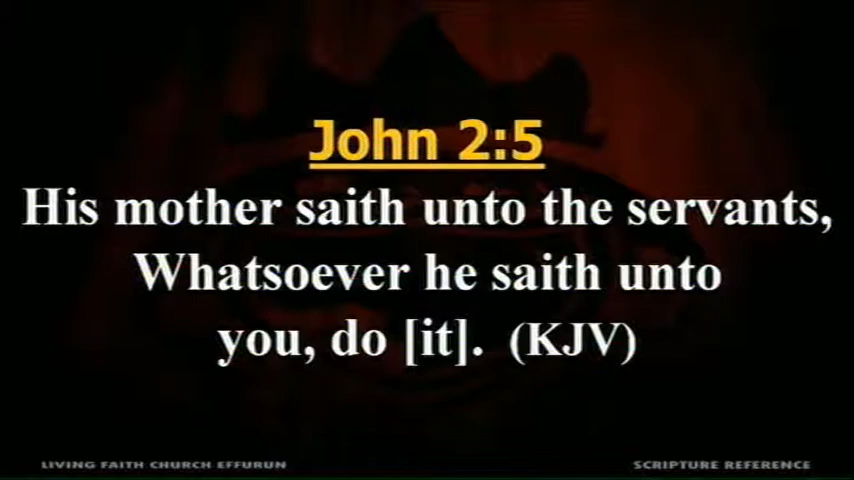 John 2:5
His mother saith unto the servants,
Whatsoever he saith unto
you, do [it]. (KJV)
LIVING FAITH CHURCH EFFURUN
SCRIPTURE REFERENCE